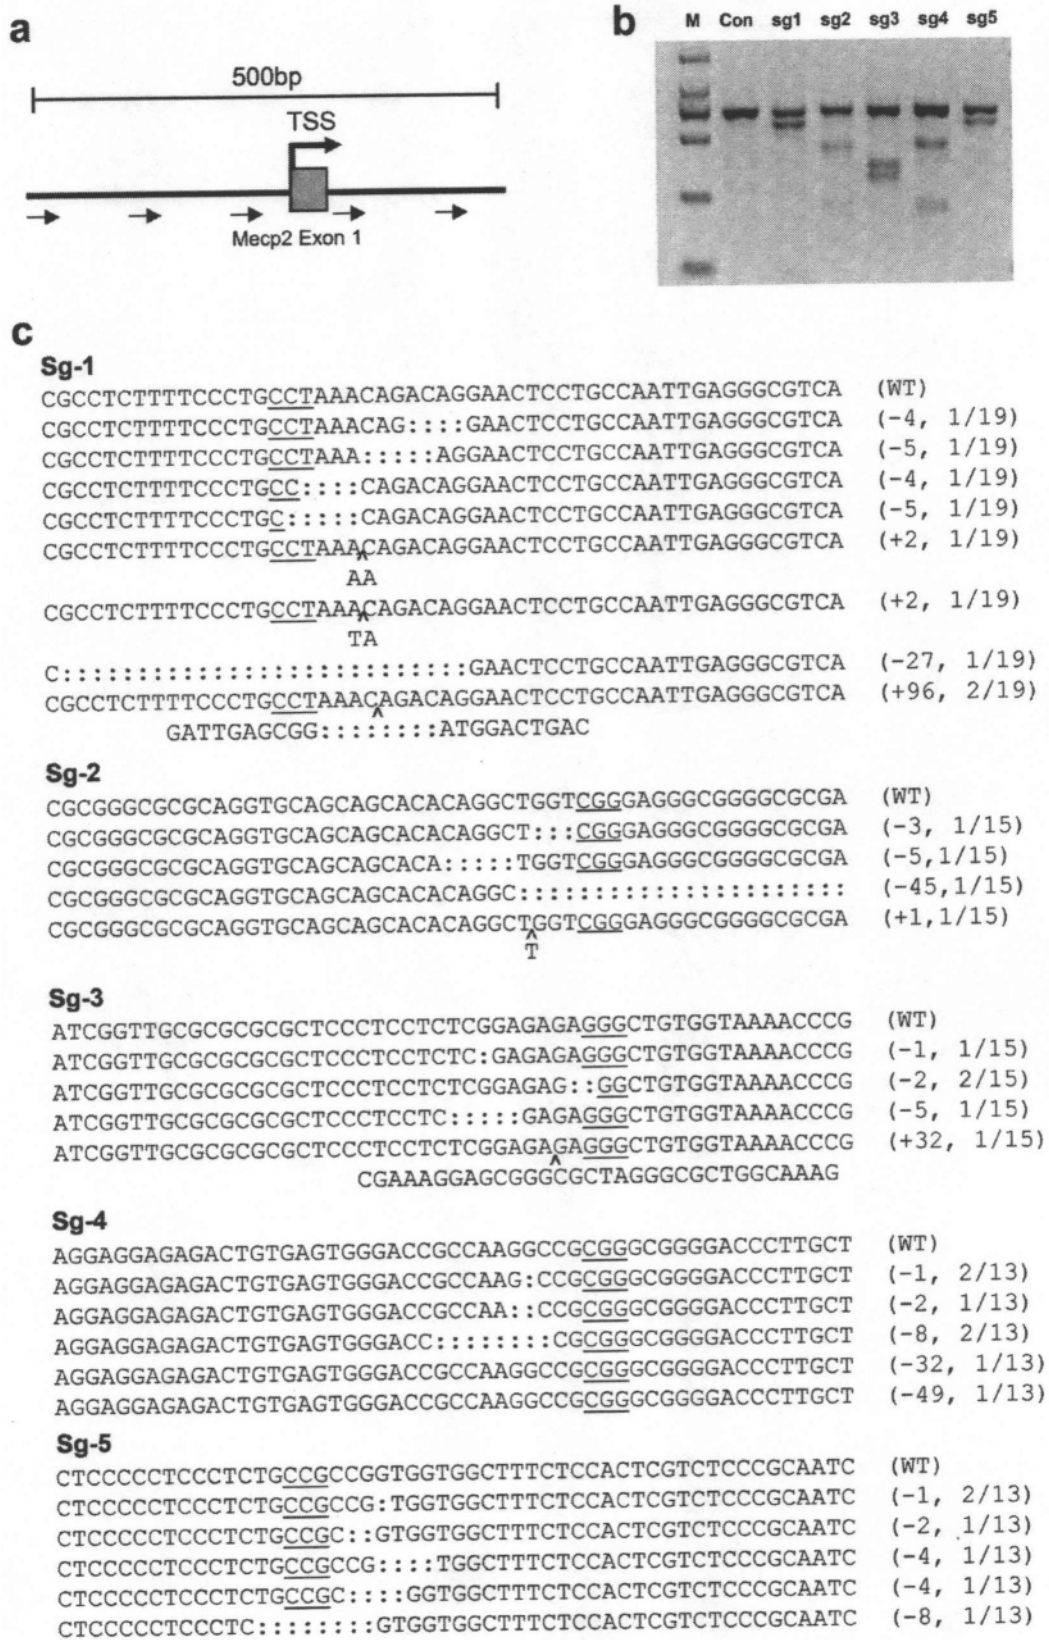 a
500bp
TSS
Mecp2 Exon 1
b
M Con sg1 sg2 sg3 sg4 sg5
c
Sg-1
CGCCTCTTTTCCCTGCCTAAACAGACAGGAACTCCTGCCAATTGAGGGCGTCA (WT)
CGCCTCTTTTCCCTGCCTAAACAG::::GAACTCCTGCCAATTGAGGGCGTCA (-4, 1/19)
CGCCTCTTTTCCCTGCCTAAA:::::AGGAACTCCTGCCAATTGAGGGCGTCA (-5, 1/19)
CGCCTCTTTTCCCTGCC::::CAGACAGGAACTCCTGCCAATTGAGGGCGTCA (-4, 1/19)
CGCCTCTTTTCCCTGC:::::CAGACAGGAACTCCTGCCAATTGAGGGCGTCA (-5, 1/19)
CGCCTCTTTTCCCTGCCTAAACAGACAGGAACTCCTGCCAATTGAGGGCGTCA (+2, 1/19)
^
AA
CGCCTCTTTTCCCTGCCTAAACAGACAGGAACTCCTGCCAATTGAGGGCGTCA (+2, 1/19)
^
TA
C:::::::::::::::::::::::::::GAACTCCTGCCAATTGAGGGCGTCA (-27, 1/19)
CGCCTCTTTTCCCTGCCTAAACAGACAGGAACTCCTGCCAATTGAGGGCGTCA (+96, 2/19)
^
GATTGAGCGG::::::::ATGGACTGAC
Sg-2
CGCGGGCGCGCAGGTGCAGCAGCACACAGGCTGGTCGGGAGGGCGGGGCGCGA (WT)
CGCGGGCGCGCAGGTGCAGCAGCACACAGGCT:::CGGGAGGGCGGGGCGCGA (-3, 1/15)
CGCGGGCGCGCAGGTGCAGCAGCACA:::::TGGTCGGGAGGGCGGGGCGCGA (-5,1/15)
CGCGGGCGCGCAGGTGCAGCAGCACACAGGC:::::::::::::::::::::: (-45,1/15)
CGCGGGCGCGCAGGTGCAGCAGCACACAGGCTGGTCGGGAGGGCGGGGCGCGA (+1,1/15)
^
T
Sg-3
ATCGGTTGCGCGCGCGCTCCCTCCTCTCGGAGAGAGGGCTGTGGTAAAACCCG (WT)
ATCGGTTGCGCGCGCGCTCCCTCCTCTC:GAGAGAGGGCTGTGGTAAAACCCG (-1, 1/15)
ATCGGTTGCGCGCGCGCTCCCTCCTCTCGGAGAG::GGCTGTGGTAAAACCCG (-2, 2/15)
ATCGGTTGCGCGCGCGCTCCCTCCTC:::::GAGAGGGCTGTGGTAAAACCCG (-5, 1/15)
ATCGGTTGCGCGCGCGCTCCCTCCTCTCGGAGAGAGGGCTGTGGTAAAACCCG (+32, 1/15)
^
CGAAAGGAGCGGGCGCTAGGGCGCTGGCAAAG
Sg-4
AGGAGGAGAGACTGTGAGTGGGACCGCCAAGGCCGCGGGCGGGGACCCTTGCT (WT)
AGGAGGAGAGACTGTGAGTGGGACCGCCAAG:CCGCGGGCGGGGACCCTTGCT (-1, 2/13)
AGGAGGAGAGACTGTGAGTGGGACCGCCAA::CCGCGGGCGGGGACCCTTGCT (-2, 1/13)
AGGAGGAGAGACTGTGAGTGGGACC::::::::CGCGGGCGGGGACCCTTGCT (-8, 2/13)
AGGAGGAGAGACTGTGAGTGGGACCGCCAAGGCCGCGGGCGGGGACCCTTGCT (-32, 1/13)
AGGAGGAGAGACTGTGAGTGGGACCGCCAAGGCCGCGGGCGGGGACCCTTGCT (-49, 1/13)
Sg-5
CTCCCCCTCCCTCTGCCGCCGGTGGTGGCTTTCTCCACTCGTCTCCCGCAATC (WT)
CTCCCCCTCCCTCTGCCGCCG:TGGTGGCTTTCTCCACTCGTCTCCCGCAATC (-1, 2/13)
CTCCCCCTCCCTCTGCCGC::GTGGTGGCTTTCTCCACTCGTCTCCCGCAATC (-2, 1/13)
CTCCCCCTCCCTCTGCCGCCG::::TGGCTTTCTCCACTCGTCTCCCGCAATC (-4, 1/13)
CTCCCCCTCCCTCTGCCGC::::GGTGGCTTTCTCCACTCGTCTCCCGCAATC (-4, 1/13)
CTCCCCCTCCCTC::::::::GTGGTGGCTTTCTCCACTCGTCTCCCGCAATC (-8, 1/13)